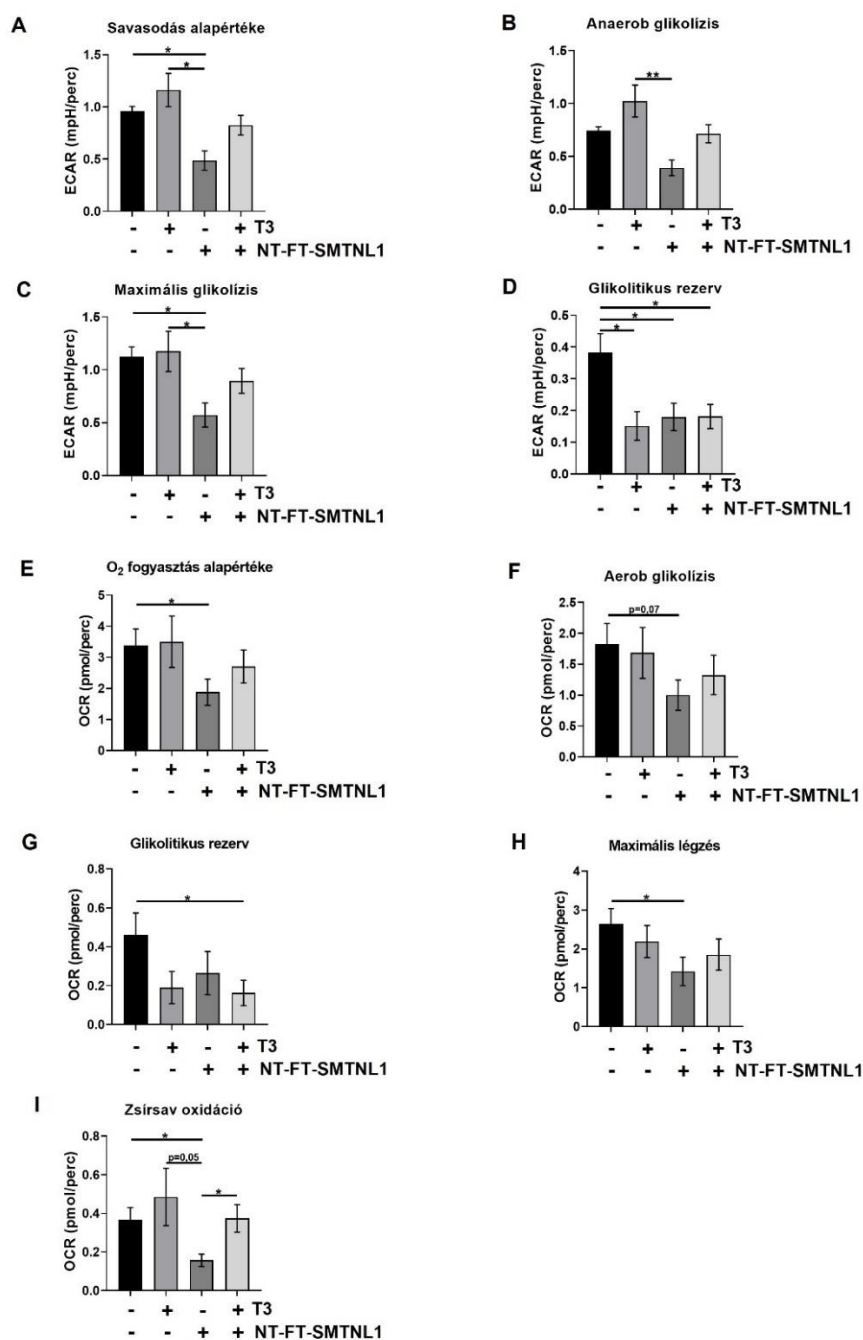 A
Savasodás alapértéke
*
*
ECAR (mpH/perc)
1.5
1.0
0.5
0.0
- + - + T3
- - + + NT-FT-SMTNL1
B
Anaerob glikolízis
**
ECAR (mpH/perc)
1.5
1.0
0.5
0.0
- + - + T3
- - + + NT-FT-SMTNL1
C
Maximális glikolízis
*
*
ECAR (mpH/perc)
1.5
1.0
0.5
0.0
- + - + T3
- - + + NT-FT-SMTNL1
D
Glikolitikus rezerv
*
*
*
ECAR (mpH/perc)
0.4
0.3
0.2
0.1
0.0
- + - + T3
- - + + NT-FT-SMTNL1
E
O₂ fogyasztás alapértéke
*
OCR (pmol/perc)
5
4
3
2
1
0
- + - + T3
- - + + NT-FT-SMTNL1
F
Aerob glikolízis
p=0,07
OCR (pmol/perc)
2.5
2.0
1.5
1.0
0.5
0.0
- + - + T3
- - + + NT-FT-SMTNL1
G
Glikolitikus rezerv
*
OCR (pmol/perc)
0.8
0.6
0.4
0.2
0.0
- + - + T3
- - + + NT-FT-SMTNL1
H
Maximális légzés
*
OCR (pmol/perc)
4
3
2
1
0
- + - + T3
- - + + NT-FT-SMTNL1
I
Zsírsav oxidáció
*
p=0,05
*
OCR (pmol/perc)
0.8
0.6
0.4
0.2
0.0
- + - + T3
- - + + NT-FT-SMTNL1